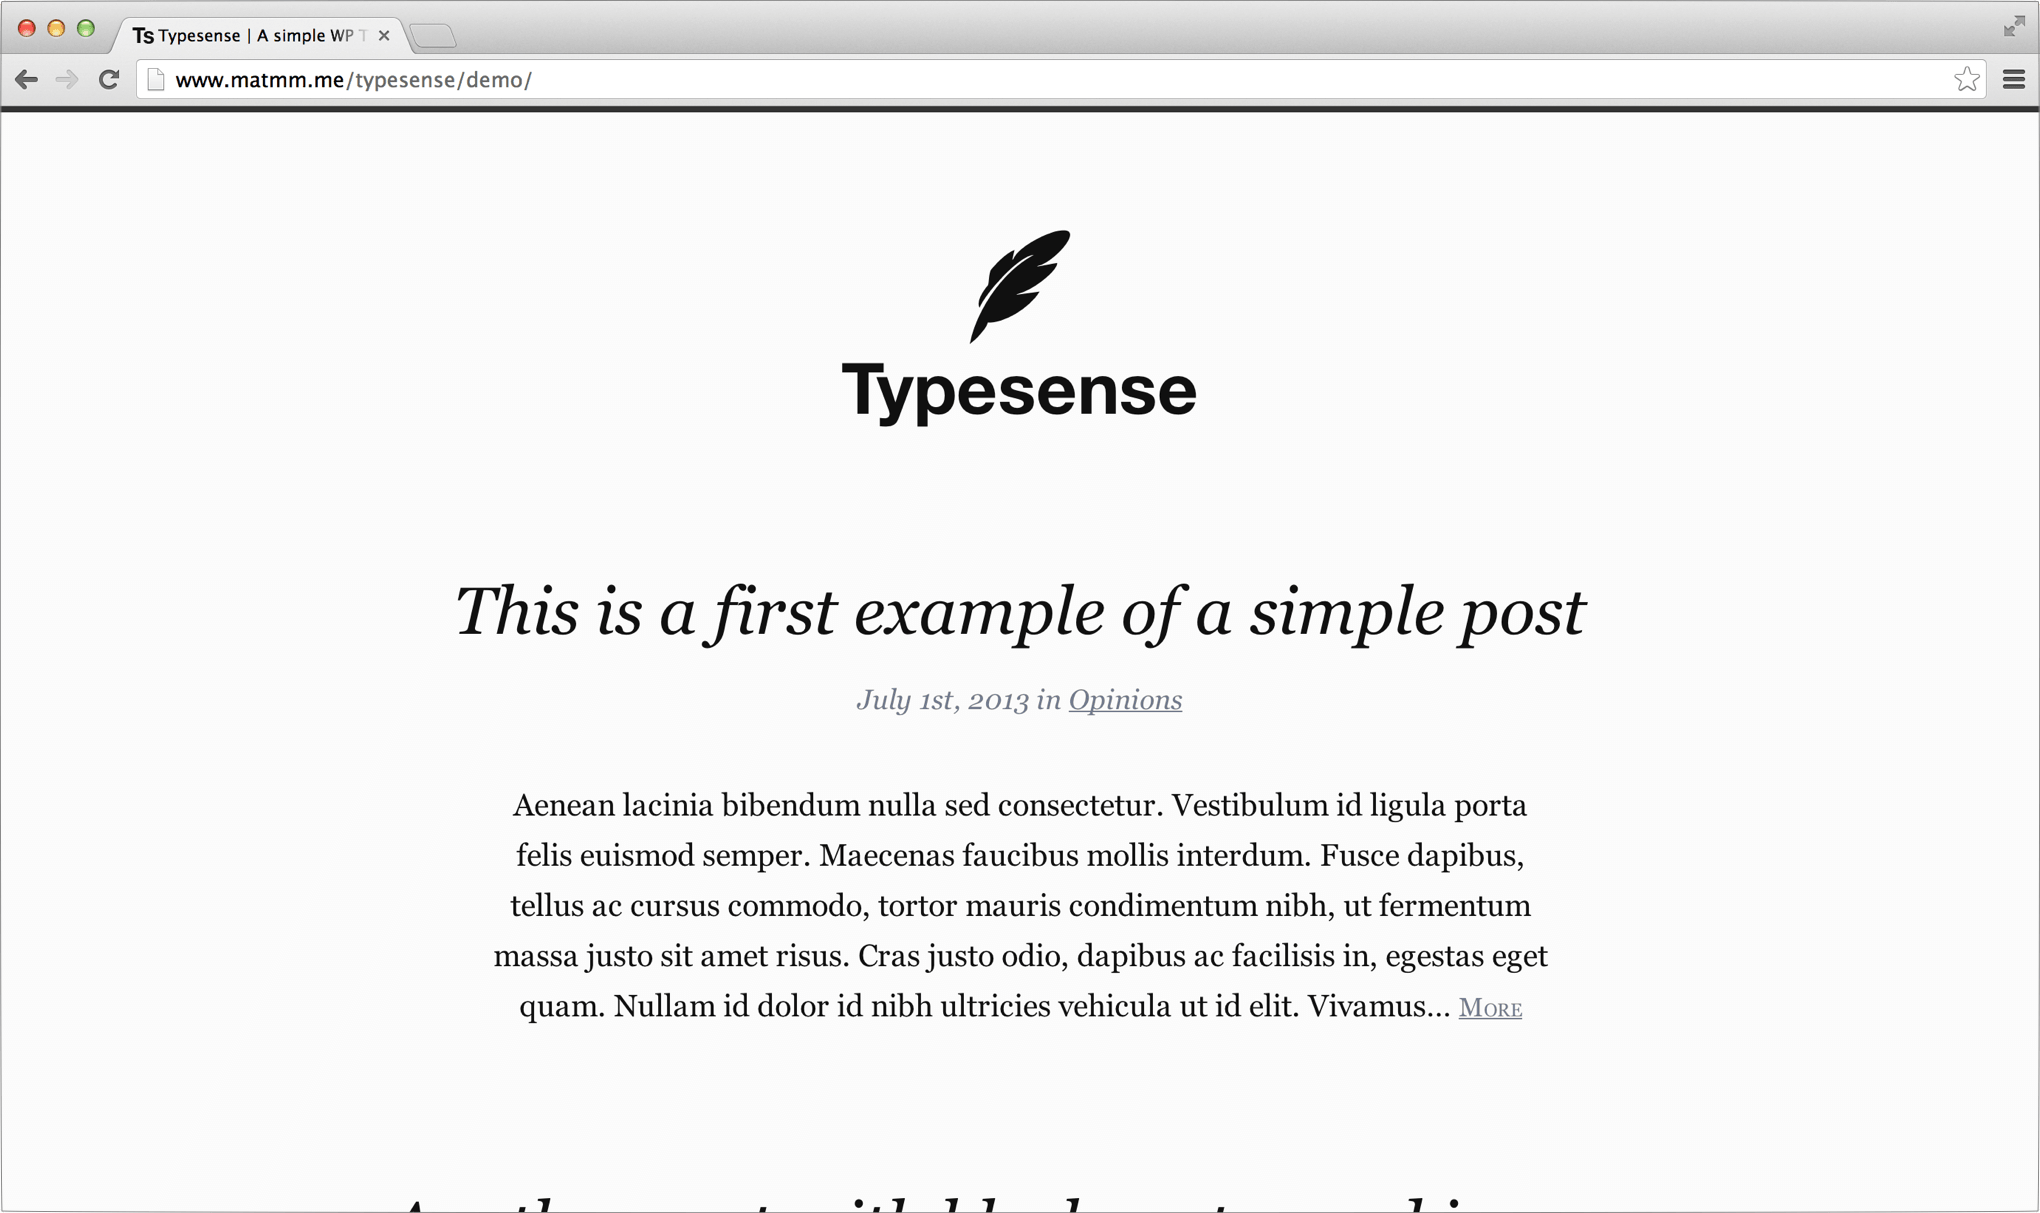 Ts Typesense | A simple WP T
www.matmm.me/typesense/demo/
Typesense
This is a first example of a simple post
July 1st, 2013 in Opinions
Aenean lacinia bibendum nulla sed consectetur. Vestibulum id ligula porta
felis euismod semper. Maecenas faucibus mollis interdum. Fusce dapibus,
tellus ac cursus commodo, tortor mauris condimentum nibh, ut fermentum
massa justo sit amet risus. Cras justo odio, dapibus ac facilisis in, egestas eget
quam. Nullam id dolor id nibh ultricies vehicula ut id elit. Vivamus... More